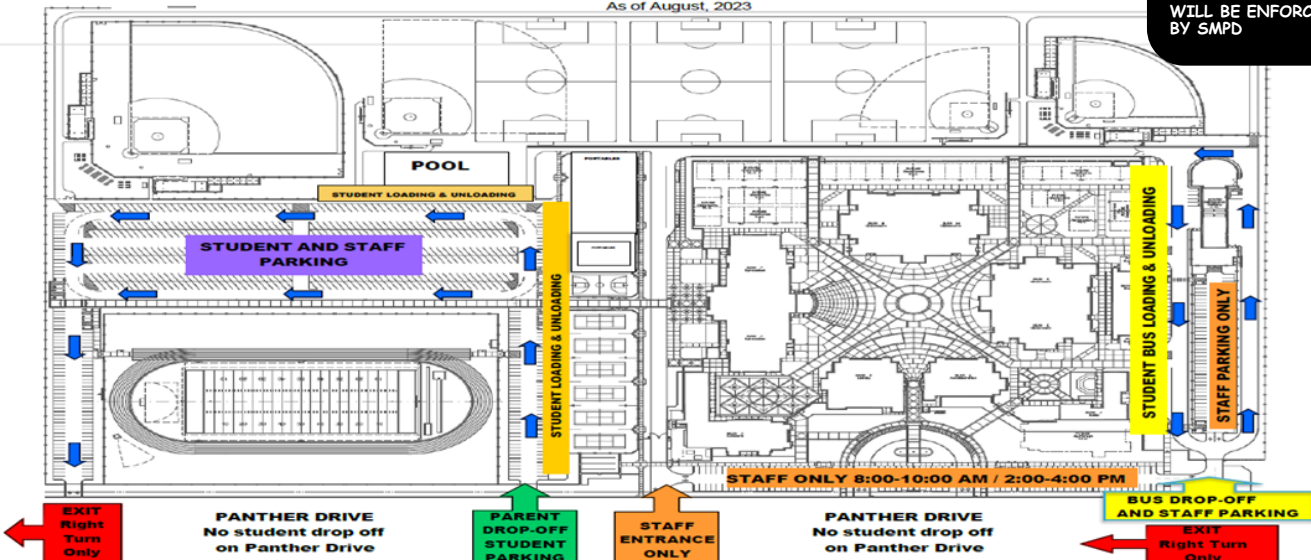 As of August, 2023
WILL BE ENFORC
BY SMPD
POOL
PORTABLES
STUDENT LOADING & UNLOADING
STUDENT AND STAFF
PARKING
STUDENT LOADING & UNLOADING
STUDENT BUS LOADING & UNLOADING
STAFF PARKING ONLY
STAFF ONLY 8:00-10:00 AM / 2:00-4:00 PM
EXIT
Right
Turn
Only
PANTHER DRIVE
No student drop off
on Panther Drive
PARENT
DROP-OFF
STUDENT
PARKING
STAFF
ENTRANCE
ONLY
PANTHER DRIVE
No student drop off
on Panther Drive
BUS DROP-OFF
AND STAFF PARKING
EXIT
Right Turn
Only